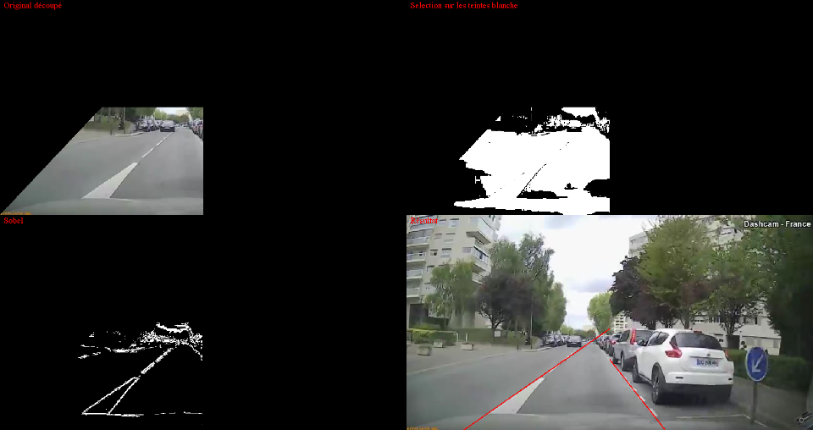 Original découpé
Selection sur les teintes blanche
Sobel
Résultat
Dashcam - France